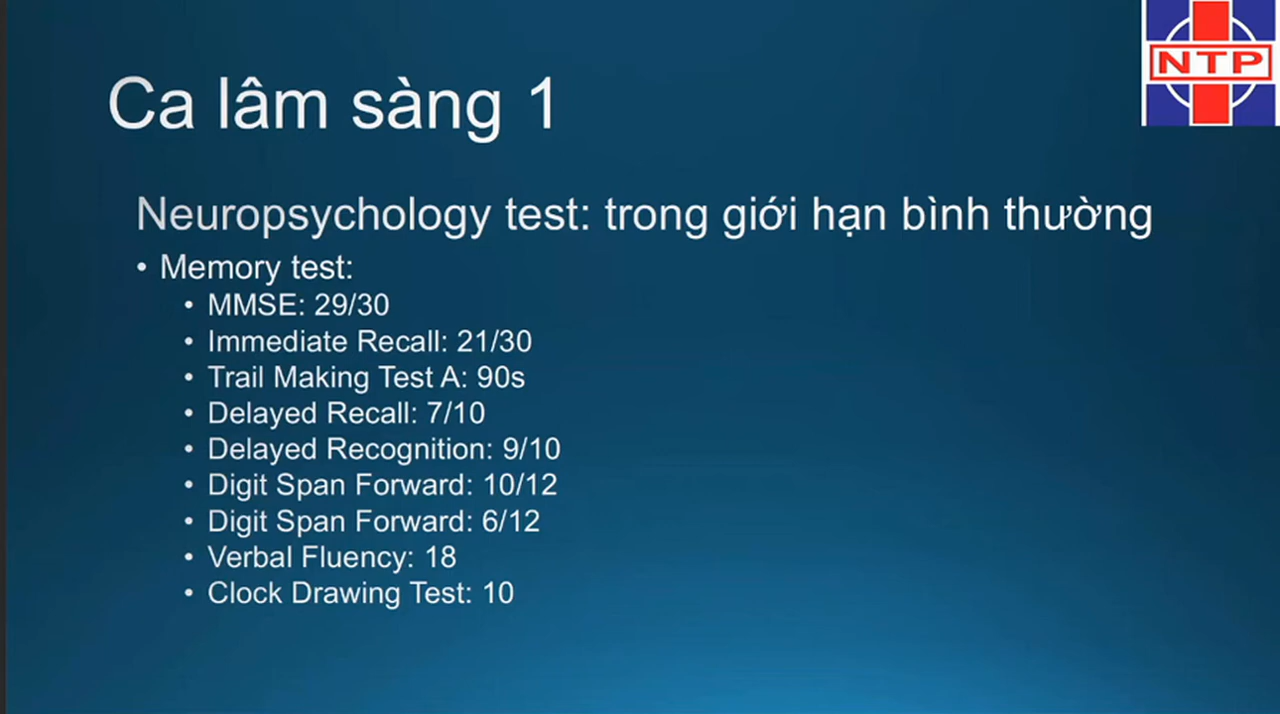 NTP
Ca lâm sàng 1
Neuropsychology test: trong giới hạn bình thường
• Memory test:
• MMSE: 29/30
• Immediate Recall: 21/30
• Trail Making Test A: 90s
• Delayed Recall: 7/10
• Delayed Recognition: 9/10
• Digit Span Forward: 10/12
• Digit Span Forward: 6/12
• Verbal Fluency: 18
• Clock Drawing Test: 10